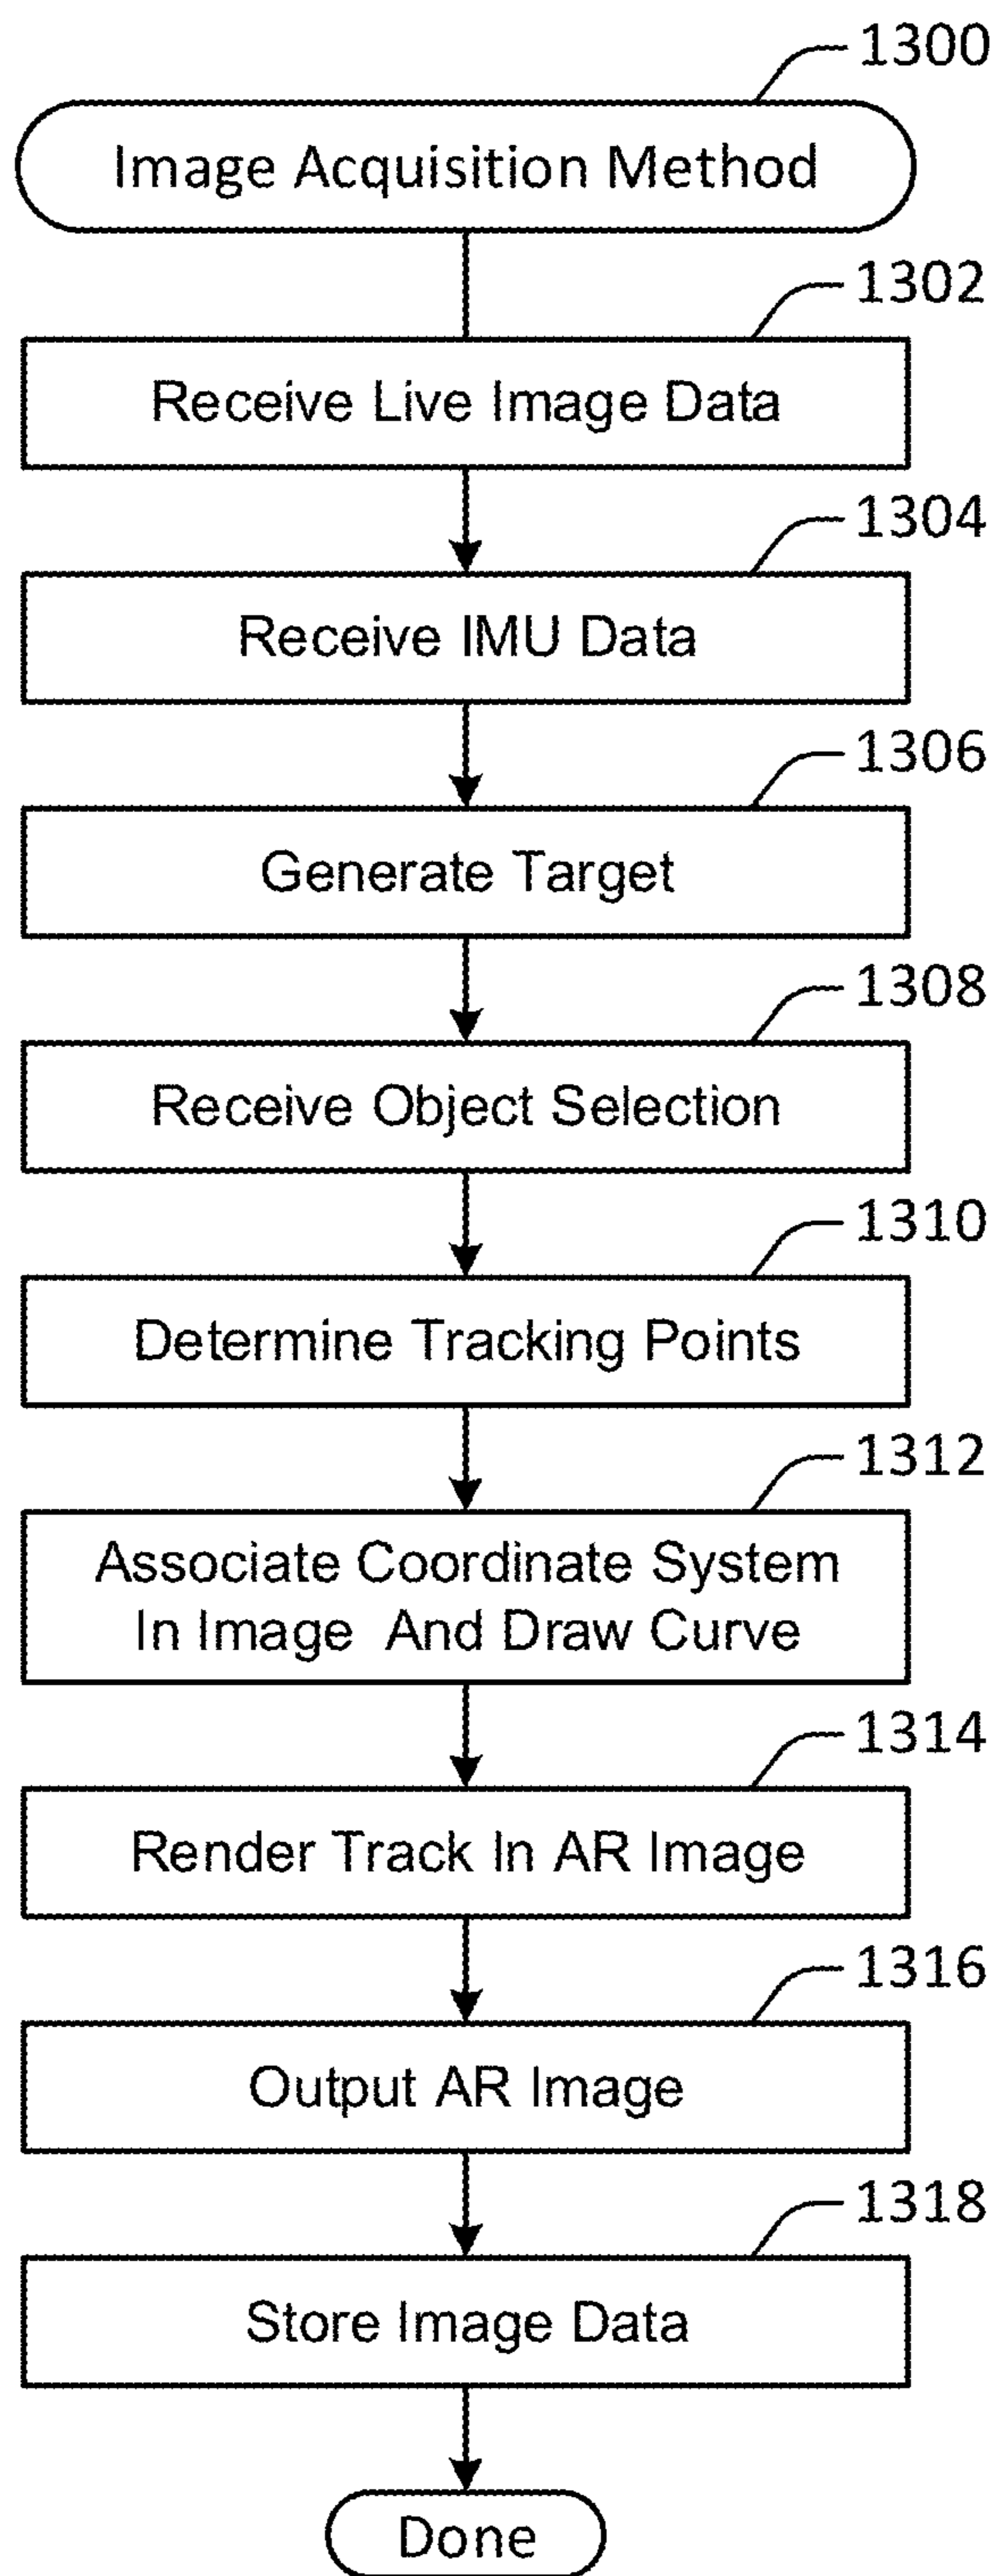 1300
Image Acquisition Method
1302
Receive Live Image Data
1304
Receive IMU Data
1306
Generate Target
1308
Receive Object Selection
1310
Determine Tracking Points
1312
Associate Coordinate System
In Image And Draw Curve
1314
Render Track In AR Image
1316
Output AR Image
1318
Store Image Data
Done